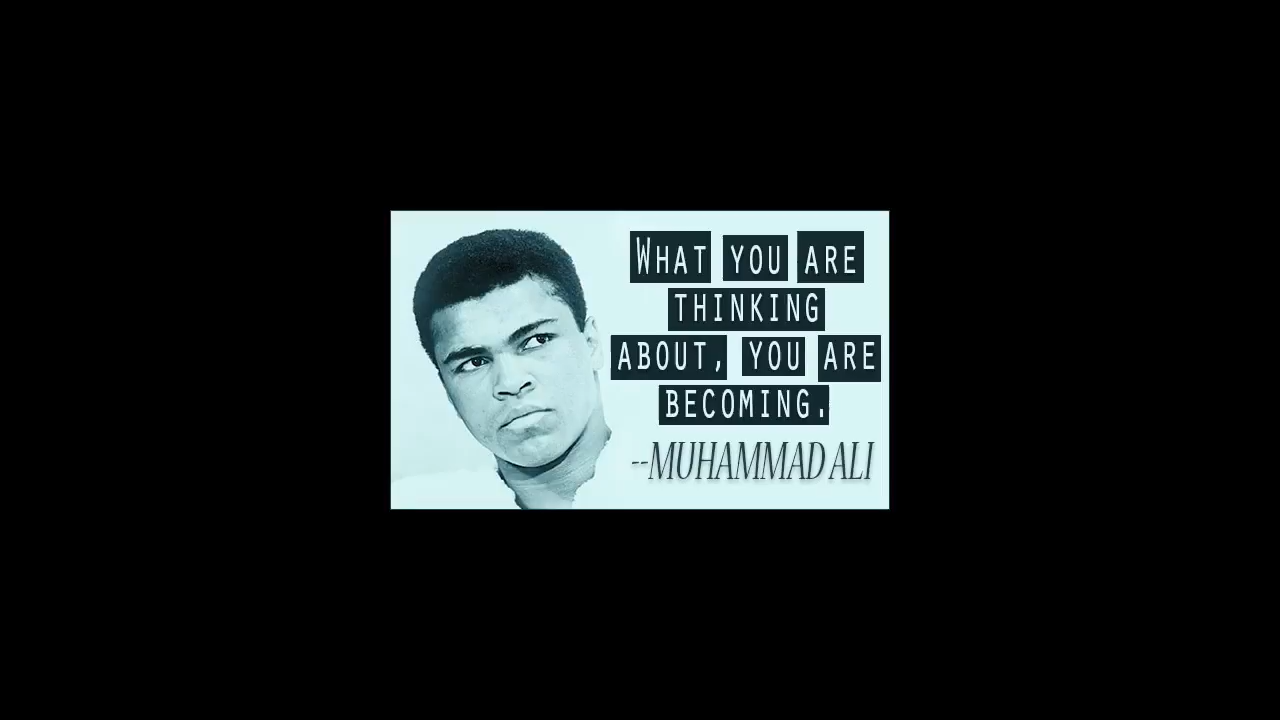 What you are
thinking
about, you are
becoming.
--MUHAMMAD ALI